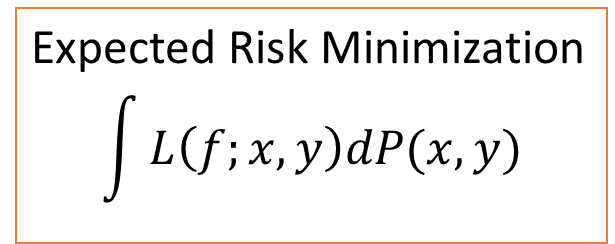 Expected Risk Minimization
∫ L(f; x, y)dP(x, y)